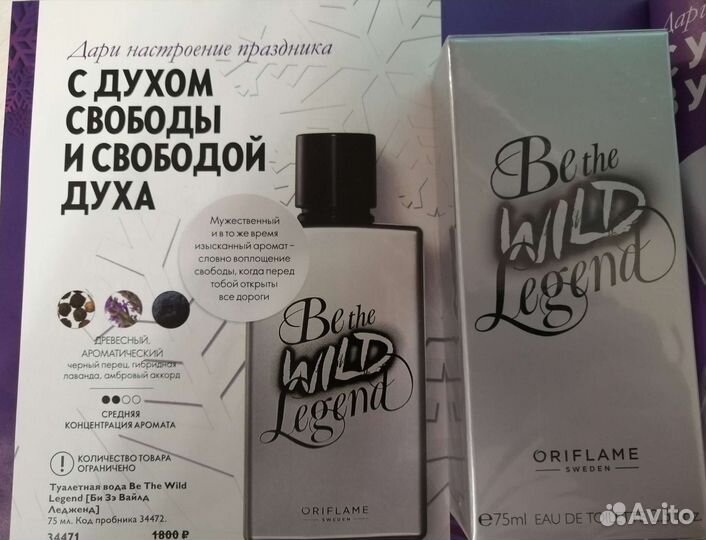 Дари настроение праздника
С ДУХОМ
СВОБОДЫ
И СВОБОДОЙ
ДУХА
Мужественный
и в то же время
изысканный аромат –
словно воплощение
свободы, когда перед
тобой открыты
все дороги
ДРЕВЕСНЫЙ,
АРОМАТИЧЕСКИЙ
черный перец, гибридная
лаванда, амбровый аккорд
СРЕДНЯЯ
КОНЦЕНТРАЦИЯ АРОМАТА
! КОЛИЧЕСТВО ТОВАРА
ОГРАНИЧЕНО
Туалетная вода Be The Wild
Legend [Би Зэ Вайлд
Ледженд]
75 мл. Код пробника 34472.
34471 1800 ₽
Be the
WILD
Legend
ORIFLAME
SWEDEN
Be the
WILD
Legend
ORIFLAME
SWEDEN
℮75ml EAU DE
Дари
Avito